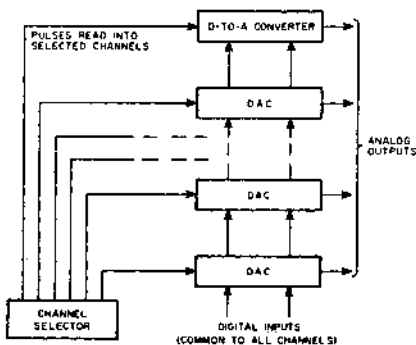 D-TO-A CONVERTER
PULSES READ INTO
SELECTED CHANNELS
DAC
ANALOG
OUTPUTS
DAC
DAC
CHANNEL
SELECTOR
DIGITAL INPUTS
(COMMON TO ALL CHANNELS)